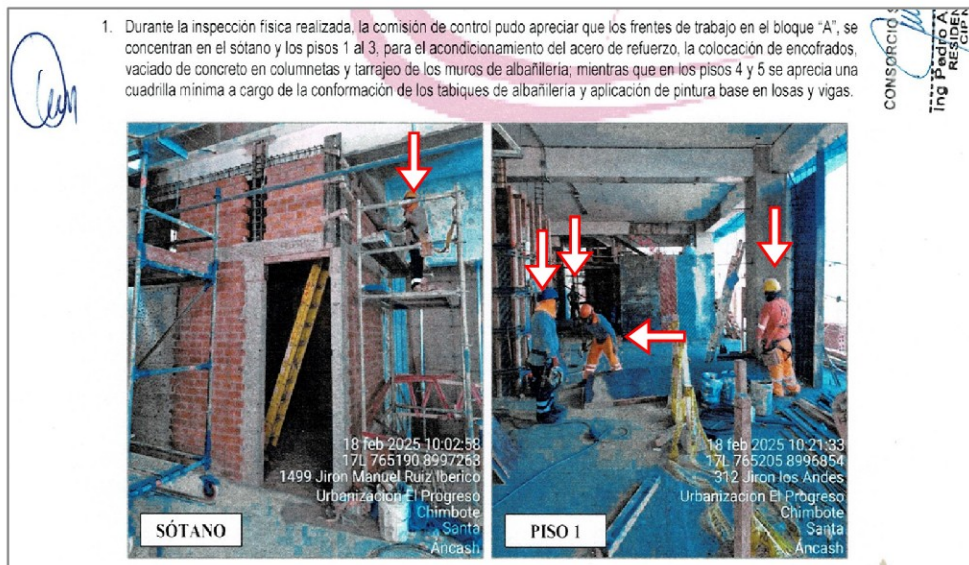 1. Durante la inspección física realizada, la comisión de control pudo apreciar que los frentes de trabajo en el bloque “A”, se
concentran en el sótano y los pisos 1 al 3, para el acondicionamiento del acero de refuerzo, la colocación de encofrados,
vaciado de concreto en columnetas y tarrajeo de los muros de albañilería; mientras que en los pisos 4 y 5 se aprecia una
cuadrilla mínima a cargo de la conformación de los tabiques de albañilería y aplicación de pintura base en losas y vigas.
CONSORCIO
Ing Pedro A
RESIDEN
18 feb 2025 10:02:58
17L 765190 8997263
1499 Jiron Manuel Ruiz Iberico
Urbanizacion El Progreso
Chimbote
Santa
Ancash
SÓTANO
18 feb 2025 10:21:33
17L 765205 8996854
312 Jiron los Andes
Urbanizacion El Progreso
Chimbote
Santa
Ancash
PISO 1